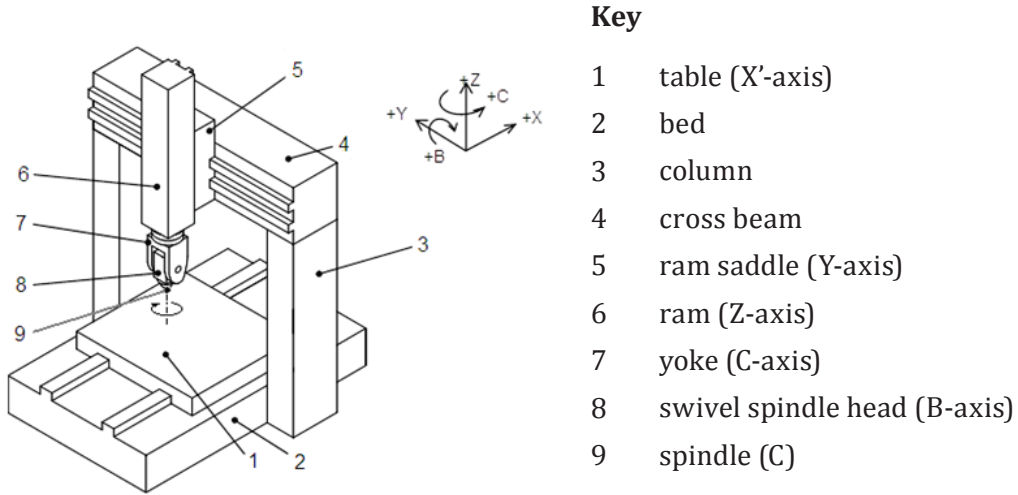 Key
1 table (X’-axis)
2 bed
3 column
4 cross beam
5 ram saddle (Y-axis)
6 ram (Z-axis)
7 yoke (C-axis)
8 swivel spindle head (B-axis)
9 spindle (C)
5
4
6
7
8
9
3
1
2
+Z
+C
+Y
+X
+B